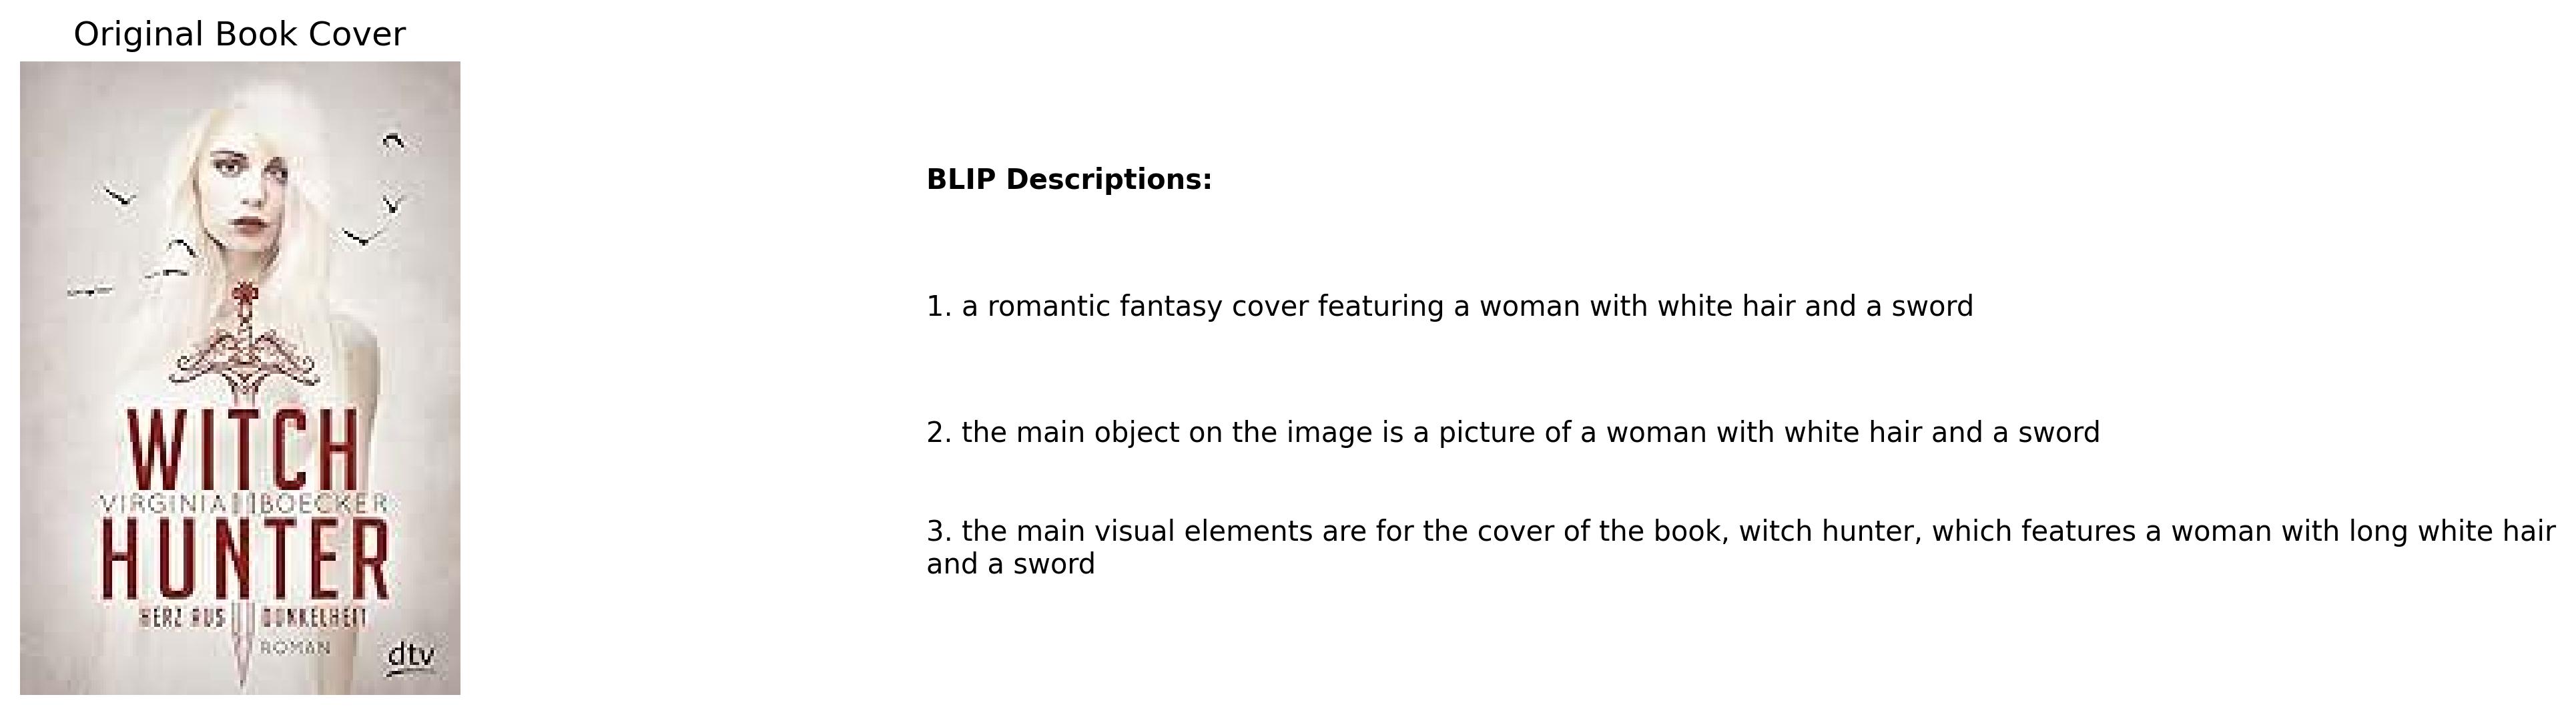 Original Book Cover
WITCH
VIRGINIA BOECKER
HUNTER
HERZ AUS DUNKELHEIT
ROMAN
dtv
BLIP Descriptions:
1. a romantic fantasy cover featuring a woman with white hair and a sword
2. the main object on the image is a picture of a woman with white hair and a sword
3. the main visual elements are for the cover of the book, witch hunter, which features a woman with long white hair
and a sword